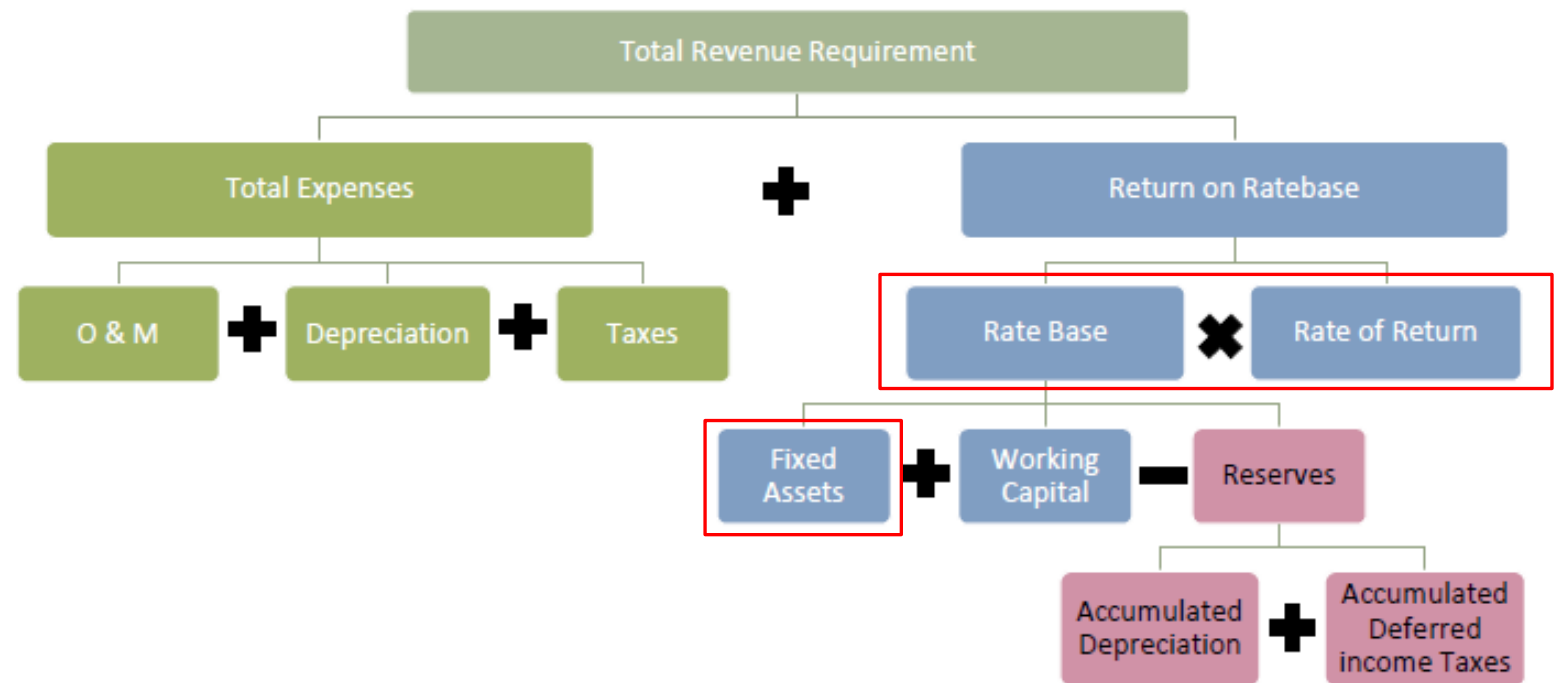 Total Revenue Requirement
Total Expenses
Return on Ratebase
O & M
Depreciation
Taxes
Rate Base
Rate of Return
Fixed
Assets
Working
Capital
Reserves
Accumulated
Depreciation
Accumulated
Deferred
income Taxes